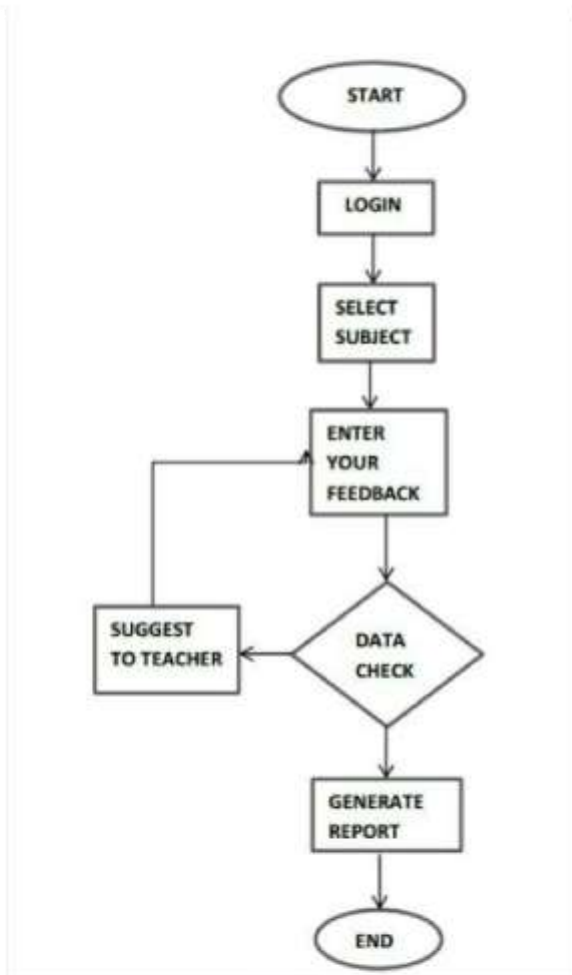 START
LOGIN
SELECT
SUBJECT
ENTER
YOUR
FEEDBACK
DATA
CHECK
SUGGEST
TO TEACHER
GENERATE
REPORT
END